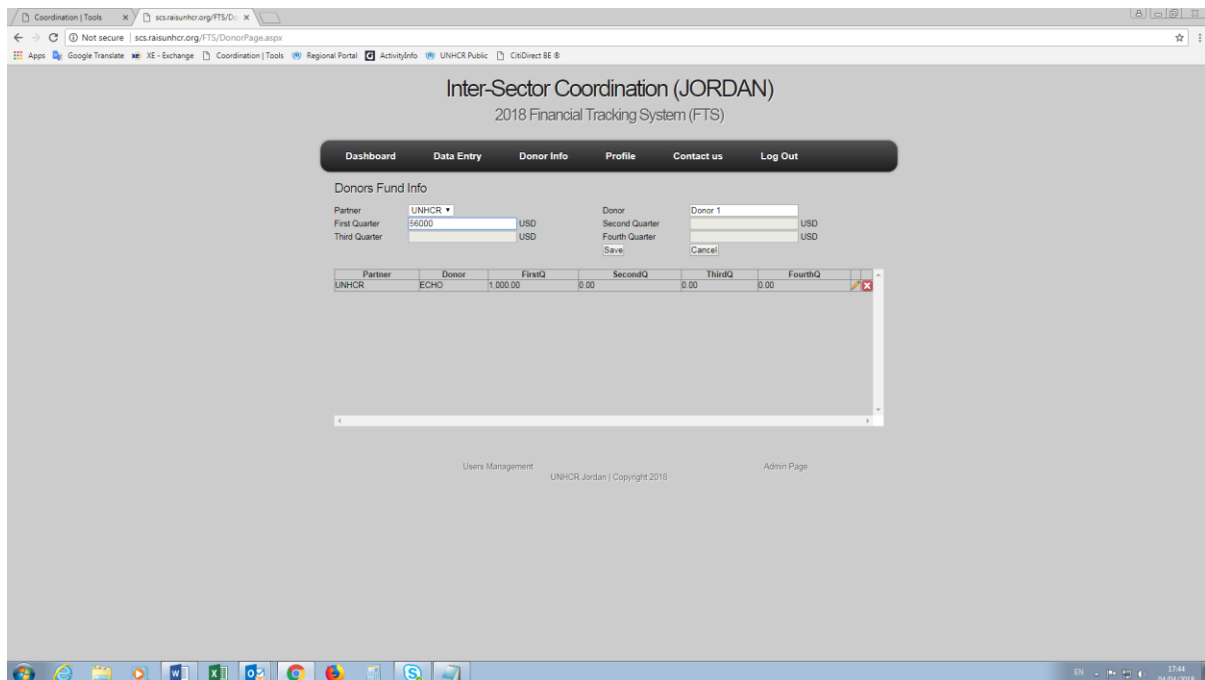 Coordination | Tools
scs.raisunhcr.org/FTS/Do
Not secure | scs.raisunhcr.org/FTS/DonorPage.aspx
Apps Google Translate XE - Exchange Coordination | Tools Regional Portal ActivityInfo UNHCR Public CitiDirect BE ®
Inter-Sector Coordination (JORDAN)
2018 Financial Tracking System (FTS)
Dashboard Data Entry Donor Info Profile Contact us Log Out
Donors Fund Info
Partner UNHCR Donor Donor 1
First Quarter 56000 USD Second Quarter USD
Third Quarter USD Fourth Quarter USD
Save Cancel
Partner Donor FirstQ SecondQ ThirdQ FourthQ
UNHCR ECHO 1,000.00 0.00 0.00 0.00
Users Management Admin Page
UNHCR Jordan | Copyright 2018
EN 17:44
04/04/2018